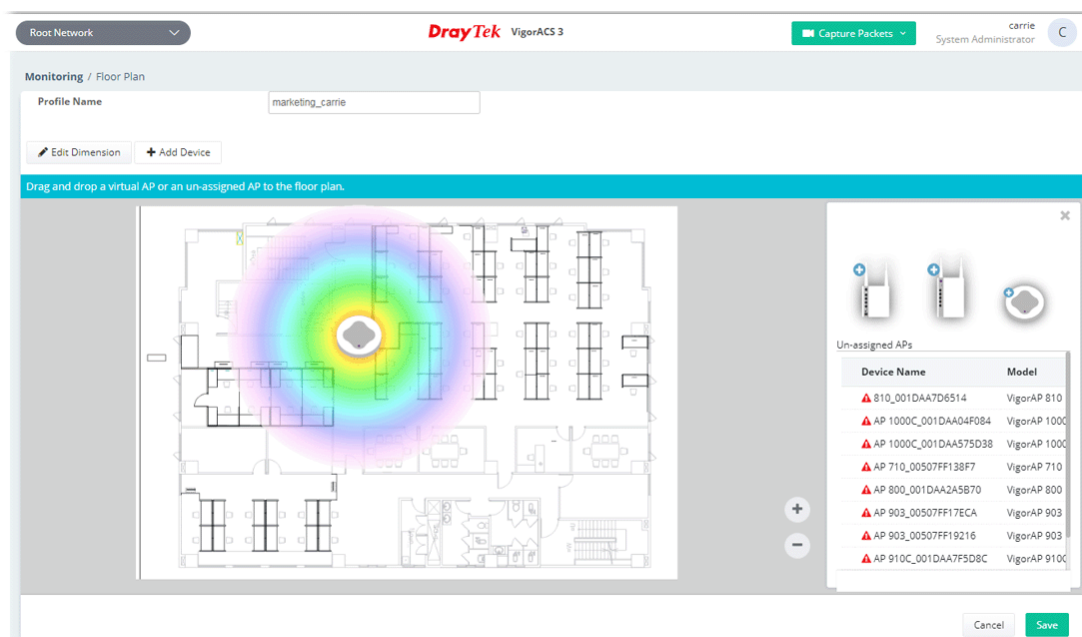 Root Network
DrayTek VigorACS 3
Capture Packets
carrie
System Administrator
C
Monitoring / Floor Plan
Profile Name
marketing_carrie
Edit Dimension
Add Device
Drag and drop a virtual AP or an un-assigned AP to the floor plan.
Un-assigned APs
Device Name Model
810_001DAA7D6514 VigorAP 810
AP 1000C_001DAA04F084 VigorAP 1000
AP 1000C_001DAA575D38 VigorAP 1000
AP 710_00507FF138F7 VigorAP 710
AP 800_001DAA2A5B70 VigorAP 800
AP 903_00507FF17ECA VigorAP 903
AP 903_00507FF19216 VigorAP 903
AP 910C_001DAA7F5D8C VigorAP 910C
Cancel
Save